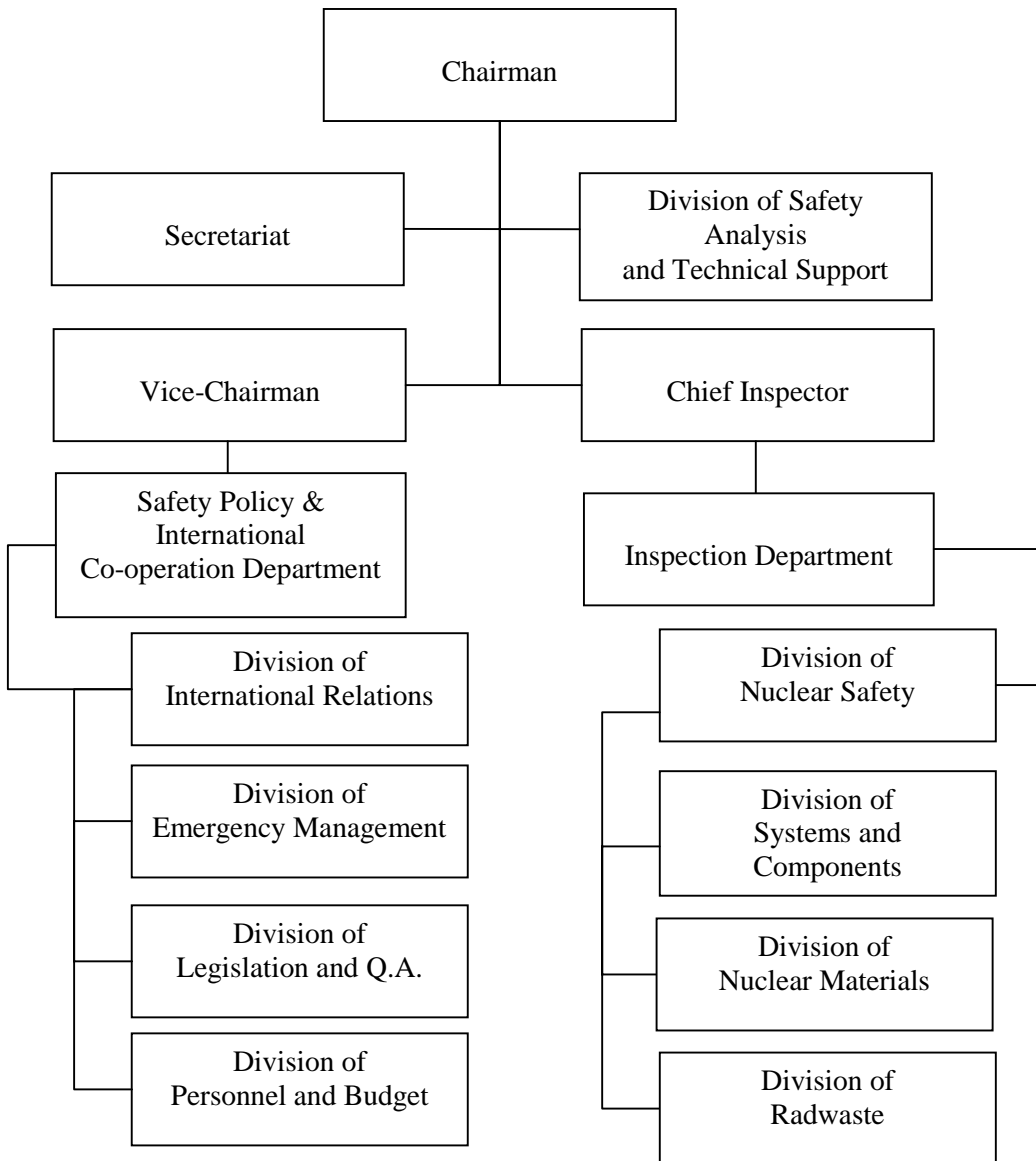 Chairman
Secretariat
Division of Safety
Analysis
and Technical Support
Vice-Chairman
Chief Inspector
Safety Policy &
International
Co-operation Department
Inspection Department
Division of
International Relations
Division of
Emergency Management
Division of
Legislation and Q.A.
Division of
Personnel and Budget
Division of
Nuclear Safety
Division of
Systems and
Components
Division of
Nuclear Materials
Division of
Radwaste